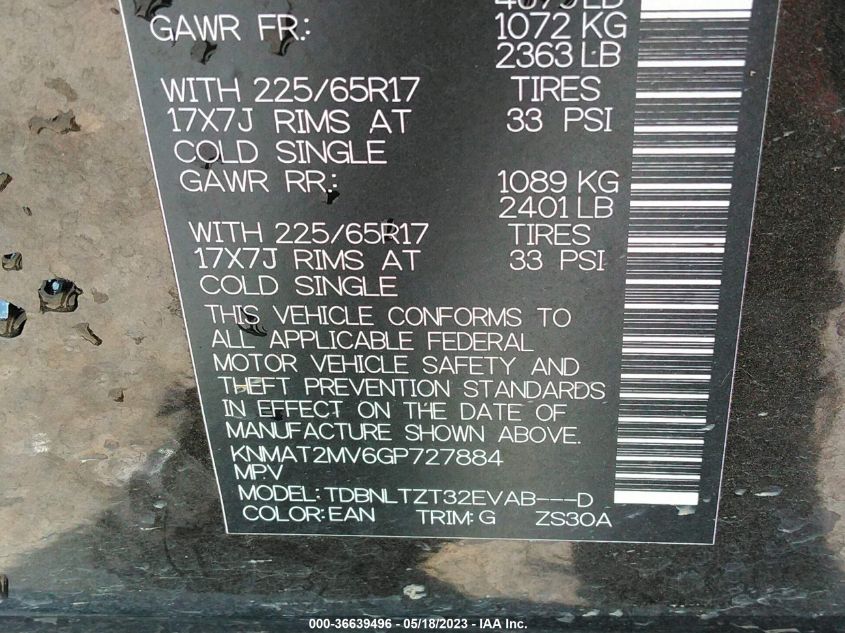 GAWR FR: 1072 KG
2363 LB
WITH 225/65R17 TIRES
17X7J RIMS AT 33 PSI
COLD SINGLE
GAWR RR: 1089 KG
2401 LB
WITH 225/65R17 TIRES
17X7J RIMS AT 33 PSI
COLD SINGLE
THIS VEHICLE CONFORMS TO
ALL APPLICABLE FEDERAL
MOTOR VEHICLE SAFETY AND
THEFT PREVENTION STANDARDS
IN EFFECT ON THE DATE OF
MANUFACTURE SHOWN ABOVE.
KNMAT2MV6GP727884
MPV
MODEL:TDBNLTZT32EVAB---D
COLOR:EAN TRIM:G ZS30A
000-36639496 - 05/18/2023 - IAA Inc.